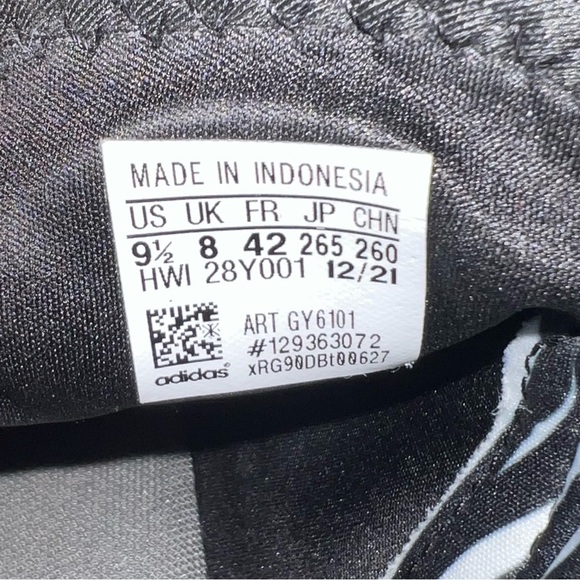 MADE IN INDONESIA
US UK FR JP CHN
9½ 8 42 265 260
HWI 28Y001 12/21
ART GY6101
#129363072
xRG90DBt00627
adidas